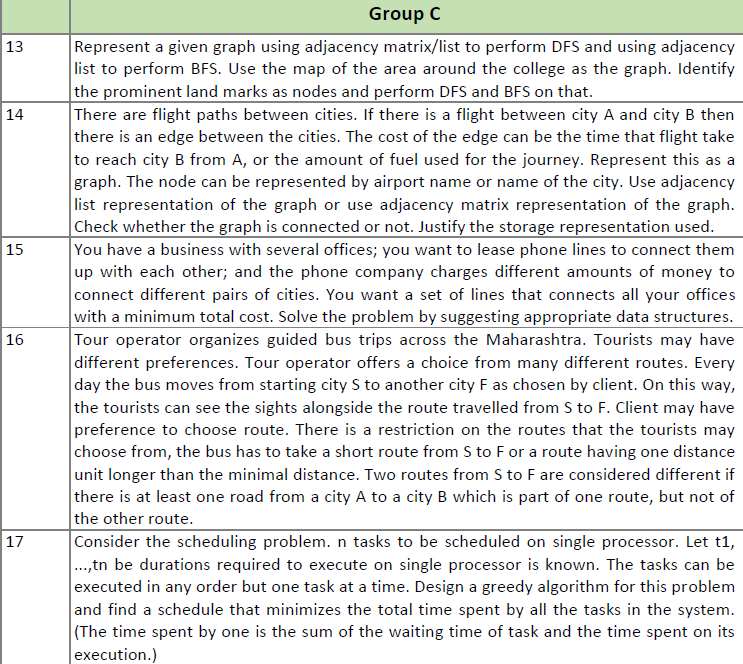 Group C
13
Represent a given graph using adjacency matrix/list to perform DFS and using adjacency
list to perform BFS. Use the map of the area around the college as the graph. Identify
the prominent land marks as nodes and perform DFS and BFS on that.
14
There are flight paths between cities. If there is a flight between city A and city B then
there is an edge between the cities. The cost of the edge can be the time that flight take
to reach city B from A, or the amount of fuel used for the journey. Represent this as a
graph. The node can be represented by airport name or name of the city. Use adjacency
list representation of the graph or use adjacency matrix representation of the graph.
Check whether the graph is connected or not. Justify the storage representation used.
15
You have a business with several offices; you want to lease phone lines to connect them
up with each other; and the phone company charges different amounts of money to
connect different pairs of cities. You want a set of lines that connects all your offices
with a minimum total cost. Solve the problem by suggesting appropriate data structures.
16
Tour operator organizes guided bus trips across the Maharashtra. Tourists may have
different preferences. Tour operator offers a choice from many different routes. Every
day the bus moves from starting city S to another city F as chosen by client. On this way,
the tourists can see the sights alongside the route travelled from S to F. Client may have
preference to choose route. There is a restriction on the routes that the tourists may
choose from, the bus has to take a short route from S to F or a route having one distance
unit longer than the minimal distance. Two routes from S to F are considered different if
there is at least one road from a city A to a city B which is part of one route, but not of
the other route.
17
Consider the scheduling problem. n tasks to be scheduled on single processor. Let t1,
...,tn be durations required to execute on single processor is known. The tasks can be
executed in any order but one task at a time. Design a greedy algorithm for this problem
and find a schedule that minimizes the total time spent by all the tasks in the system.
(The time spent by one is the sum of the waiting time of task and the time spent on its
execution.)